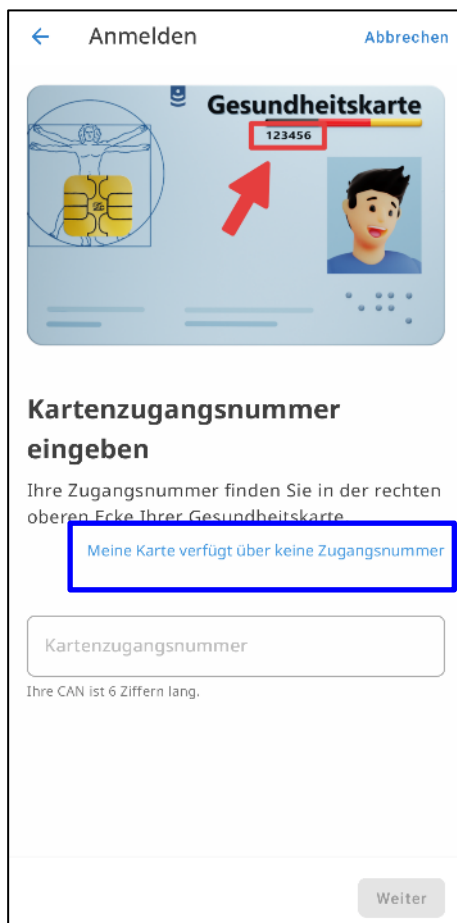 Anmelden
Abbrechen
Gesundheitskarte
123456
Kartenzugangsnummer
eingeben
Ihre Zugangsnummer finden Sie in der rechten
oberen Ecke Ihrer Gesundheitskarte
Meine Karte verfügt über keine Zugangsnummer
Kartenzugangsnummer
Ihre CAN ist 6 Ziffern lang.
Weiter